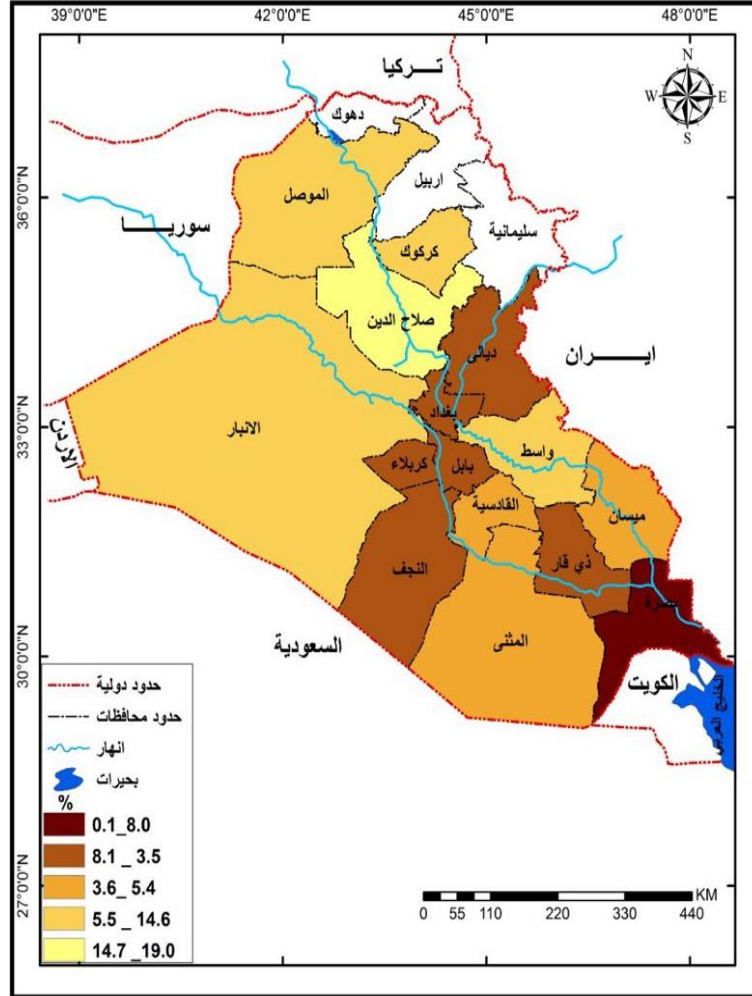 39°0'0"E 42°0'0"E 45°0'0"E 48°0'0"E
تـــركيا
N
W E
S
دهوك
اربيل
36°0'0"N
الموصل
سليمانية
سوريـــــا
كركوك
صلاح الدين
ديالى
ايـــــران
33°0'0"N
بغداد
الانبار
واسط
الاردن
كربلاء
بابل
القادسية
ميسان
النجف
ذي قار
بصرة
المثنى
السعودية
30°0'0"N
الكويت
الخليج العربي
حدود دولية
حدود محافظات
انهار
بحيرات
%
0.1_8.0
8.1 _ 3.5
3.6_ 5.4
5.5 _ 14.6
14.7 _19.0
27°0'0"N
KM
0 55 110 220 330 440